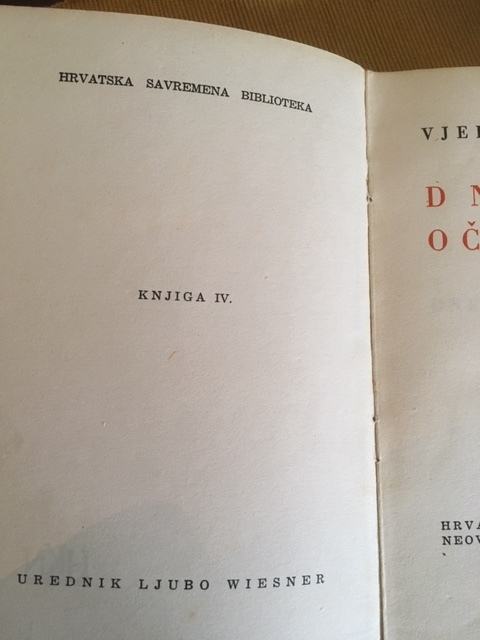 HRVATSKA SAVREMENA BIBLIOTEKA
KNJIGA IV.
UREDNIK LJUBO WIESNER
D N
O Č